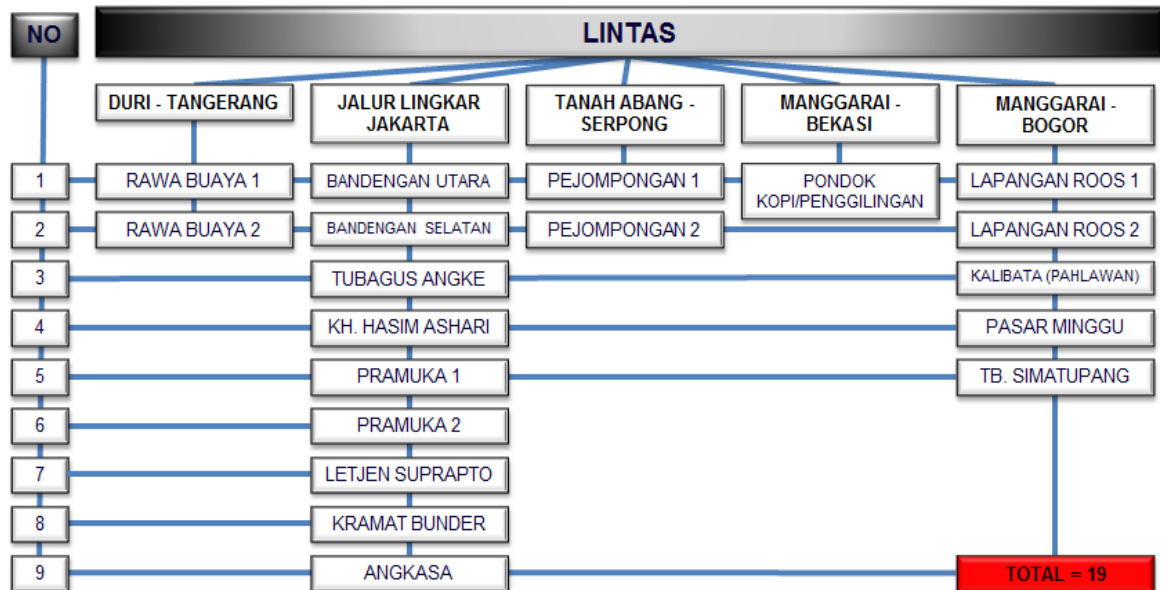 NO
LINTAS
DURI - TANGERANG
JALUR LINGKAR
JAKARTA
TANAH ABANG -
SERPONG
MANGGARAI -
BEKASI
MANGGARAI -
BOGOR
1
RAWA BUAYA 1
BANDENGAN UTARA
PEJOMPONGAN 1
PONDOK
KOPI/PENGGILINGAN
LAPANGAN ROOS 1
2
RAWA BUAYA 2
BANDENGAN SELATAN
PEJOMPONGAN 2
LAPANGAN ROOS 2
3
TUBAGUS ANGKE
KALIBATA (PAHLAWAN)
4
KH. HASIM ASHARI
PASAR MINGGU
5
PRAMUKA 1
TB. SIMATUPANG
6
PRAMUKA 2
7
LETJEN SUPRAPTO
8
KRAMAT BUNDER
9
ANGKASA
TOTAL = 19